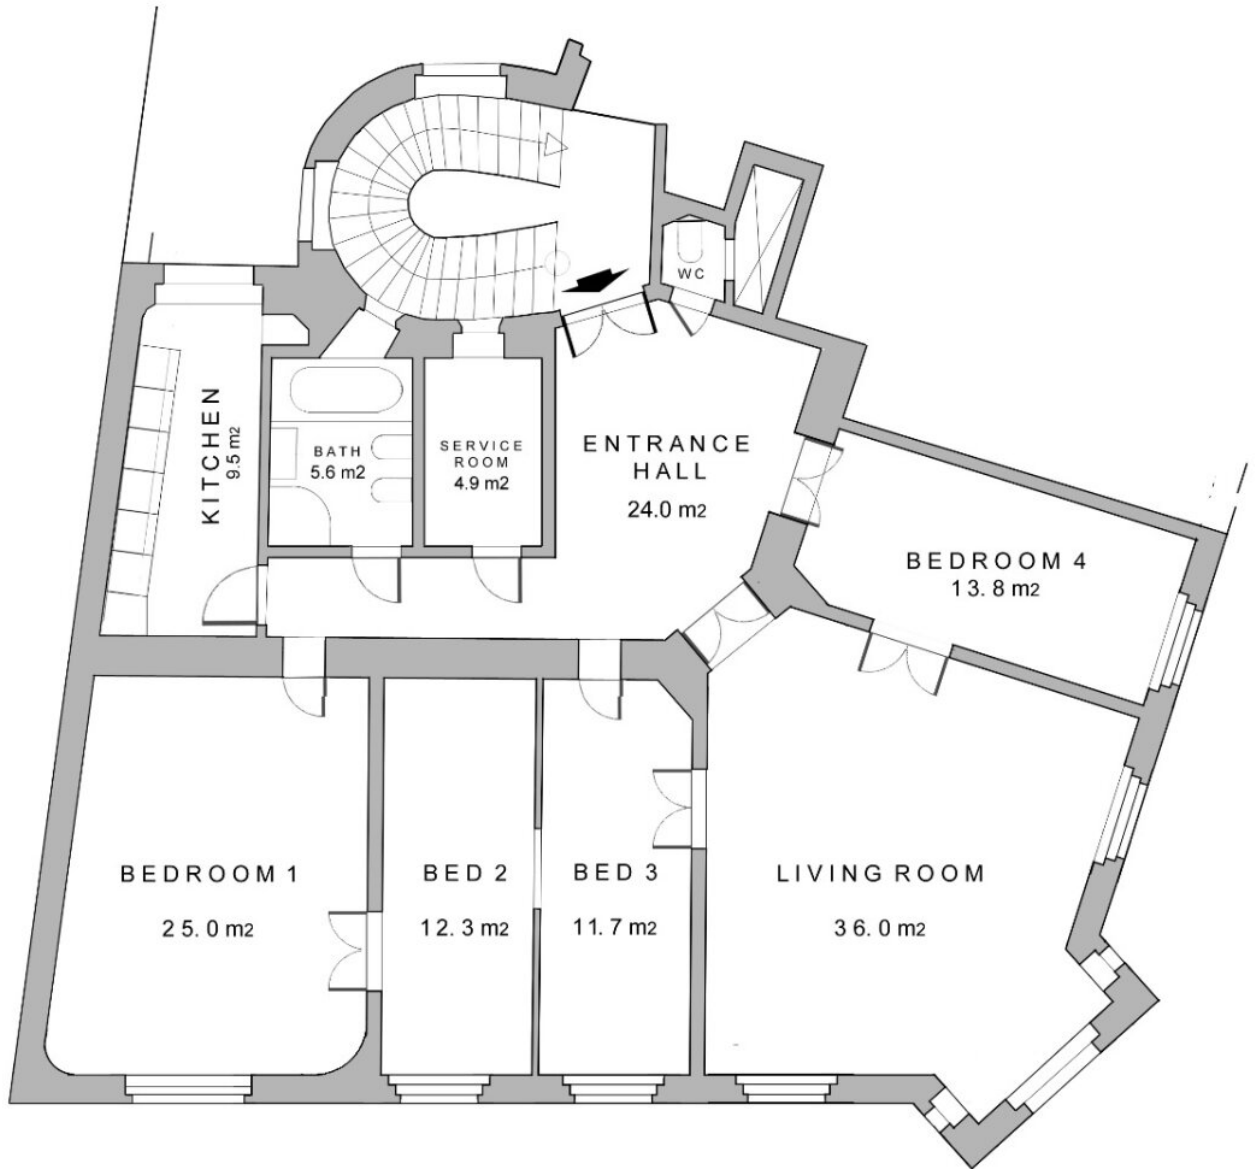 WC
KITCHEN
9.5 m2
BATH
5.6 m2
SERVICE
ROOM
4.9 m2
ENTRANCE
HALL
24.0 m2
BEDROOM 4
13.8 m2
BEDROOM 1
25.0 m2
BED 2
12.3 m2
BED 3
11.7 m2
LIVING ROOM
36.0 m2